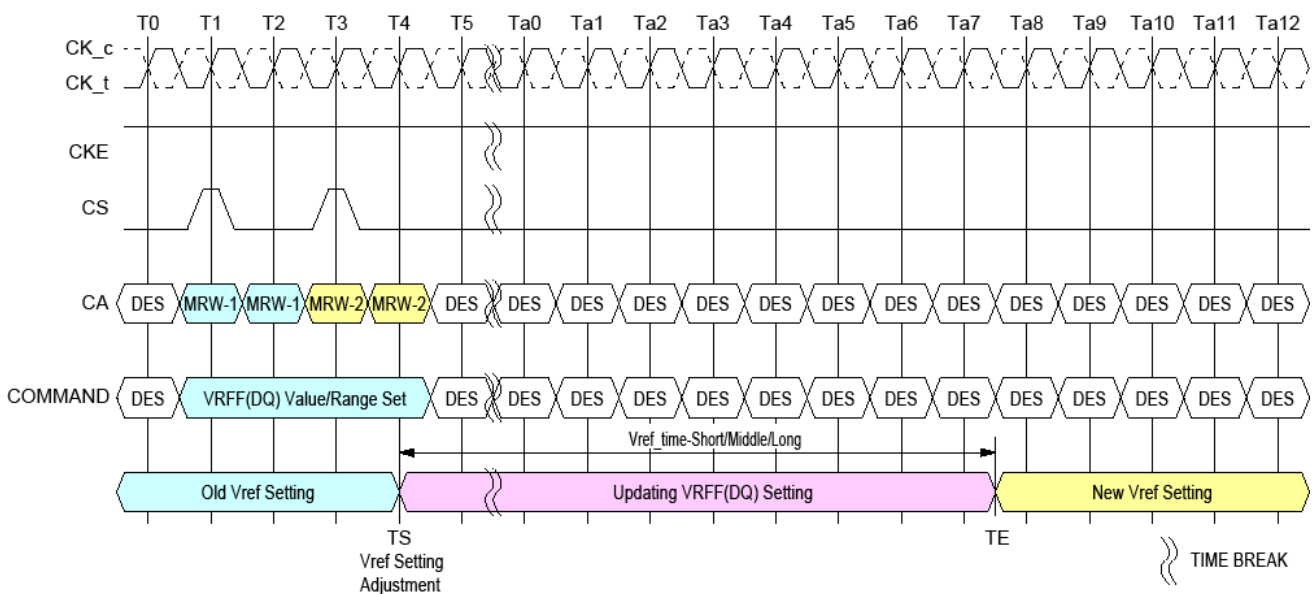 T0 T1 T2 T3 T4 T5 Ta0 Ta1 Ta2 Ta3 Ta4 Ta5 Ta6 Ta7 Ta8 Ta9 Ta10 Ta11 Ta12
CK_c
CK_t
CKE
CS
CA DES MRW-1 MRW-1 MRW-2 MRW-2 DES DES DES DES DES DES DES DES DES DES DES DES DES DES
COMMAND DES VRFF(DQ) Value/Range Set DES DES DES DES DES DES DES DES DES DES DES DES DES DES
Vref_time-Short/Middle/Long
Old Vref Setting Updating VRFF(DQ) Setting New Vref Setting
TS TE
Vref Setting
Adjustment
TIME BREAK